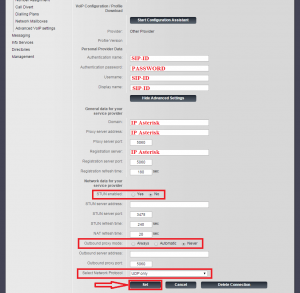 Number Assignment
Call Divert
Dialing Plans
Network Mailboxes
Advanced VoIP settings
Messaging
Info Services
Directories
Management
VoIP Configuration / Profile
Download
Start Configuration Assistant
Provider: Other Provider
Profile Version
Personal Provider Data
Authentication name: SIP-ID
Authentication password: PASSWORD
Username: SIP-ID
Display name: SIP-ID
Hide Advanced Settings
General data for your
service provider
Domain: IP Asterisk
Proxy server address: IP Asterisk
Proxy server port: 5060
Registration server: IP Asterisk
Registration server port: 5060
Registration refresh time: 180 sec
Network data for your
service provider
STUN enabled: Yes No
STUN server address:
STUN server port: 3478
STUN refresh time: 240 sec
NAT refresh time: 20 sec
Outbound proxy mode: Always Automatic Never
Outbound server address:
Outbound proxy port: 5060
Select Network Protocol: UDP only
Set
Cancel
Delete Connection